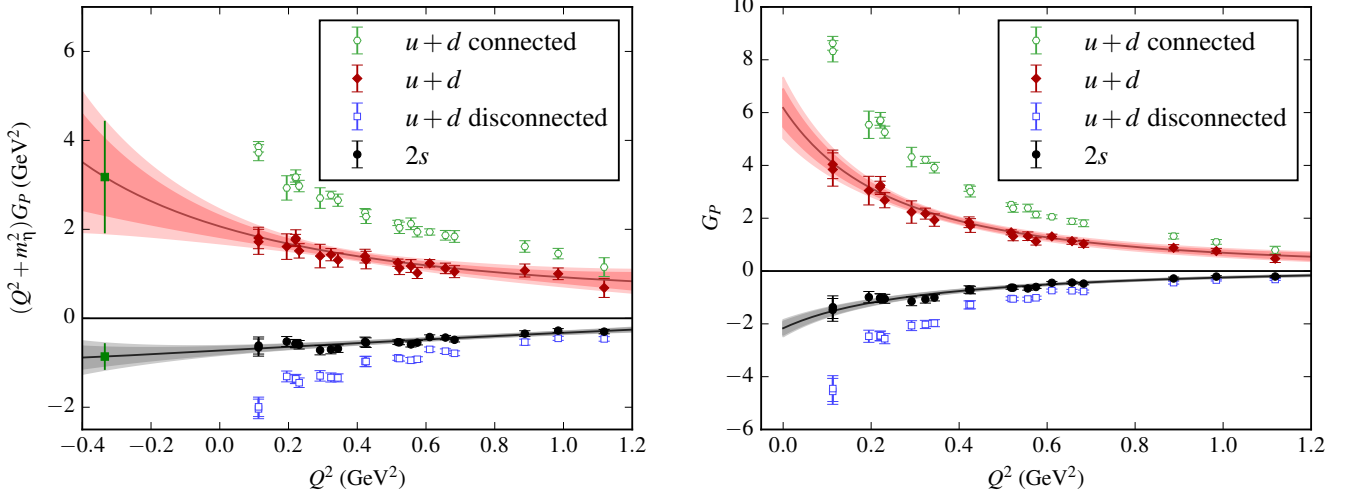 6
4
2
0
−2
−0.4
−0.2
0.0
0.2
0.4
0.6
0.8
1.0
1.2
Q² (GeV²)
(Q² + m²_η)G_P (GeV²)
u + d connected
u + d
u + d disconnected
2s
10
8
6
4
2
0
−2
−4
−6
0.0
0.2
0.4
0.6
0.8
1.0
1.2
Q² (GeV²)
G_P
u + d connected
u + d
u + d disconnected
2s